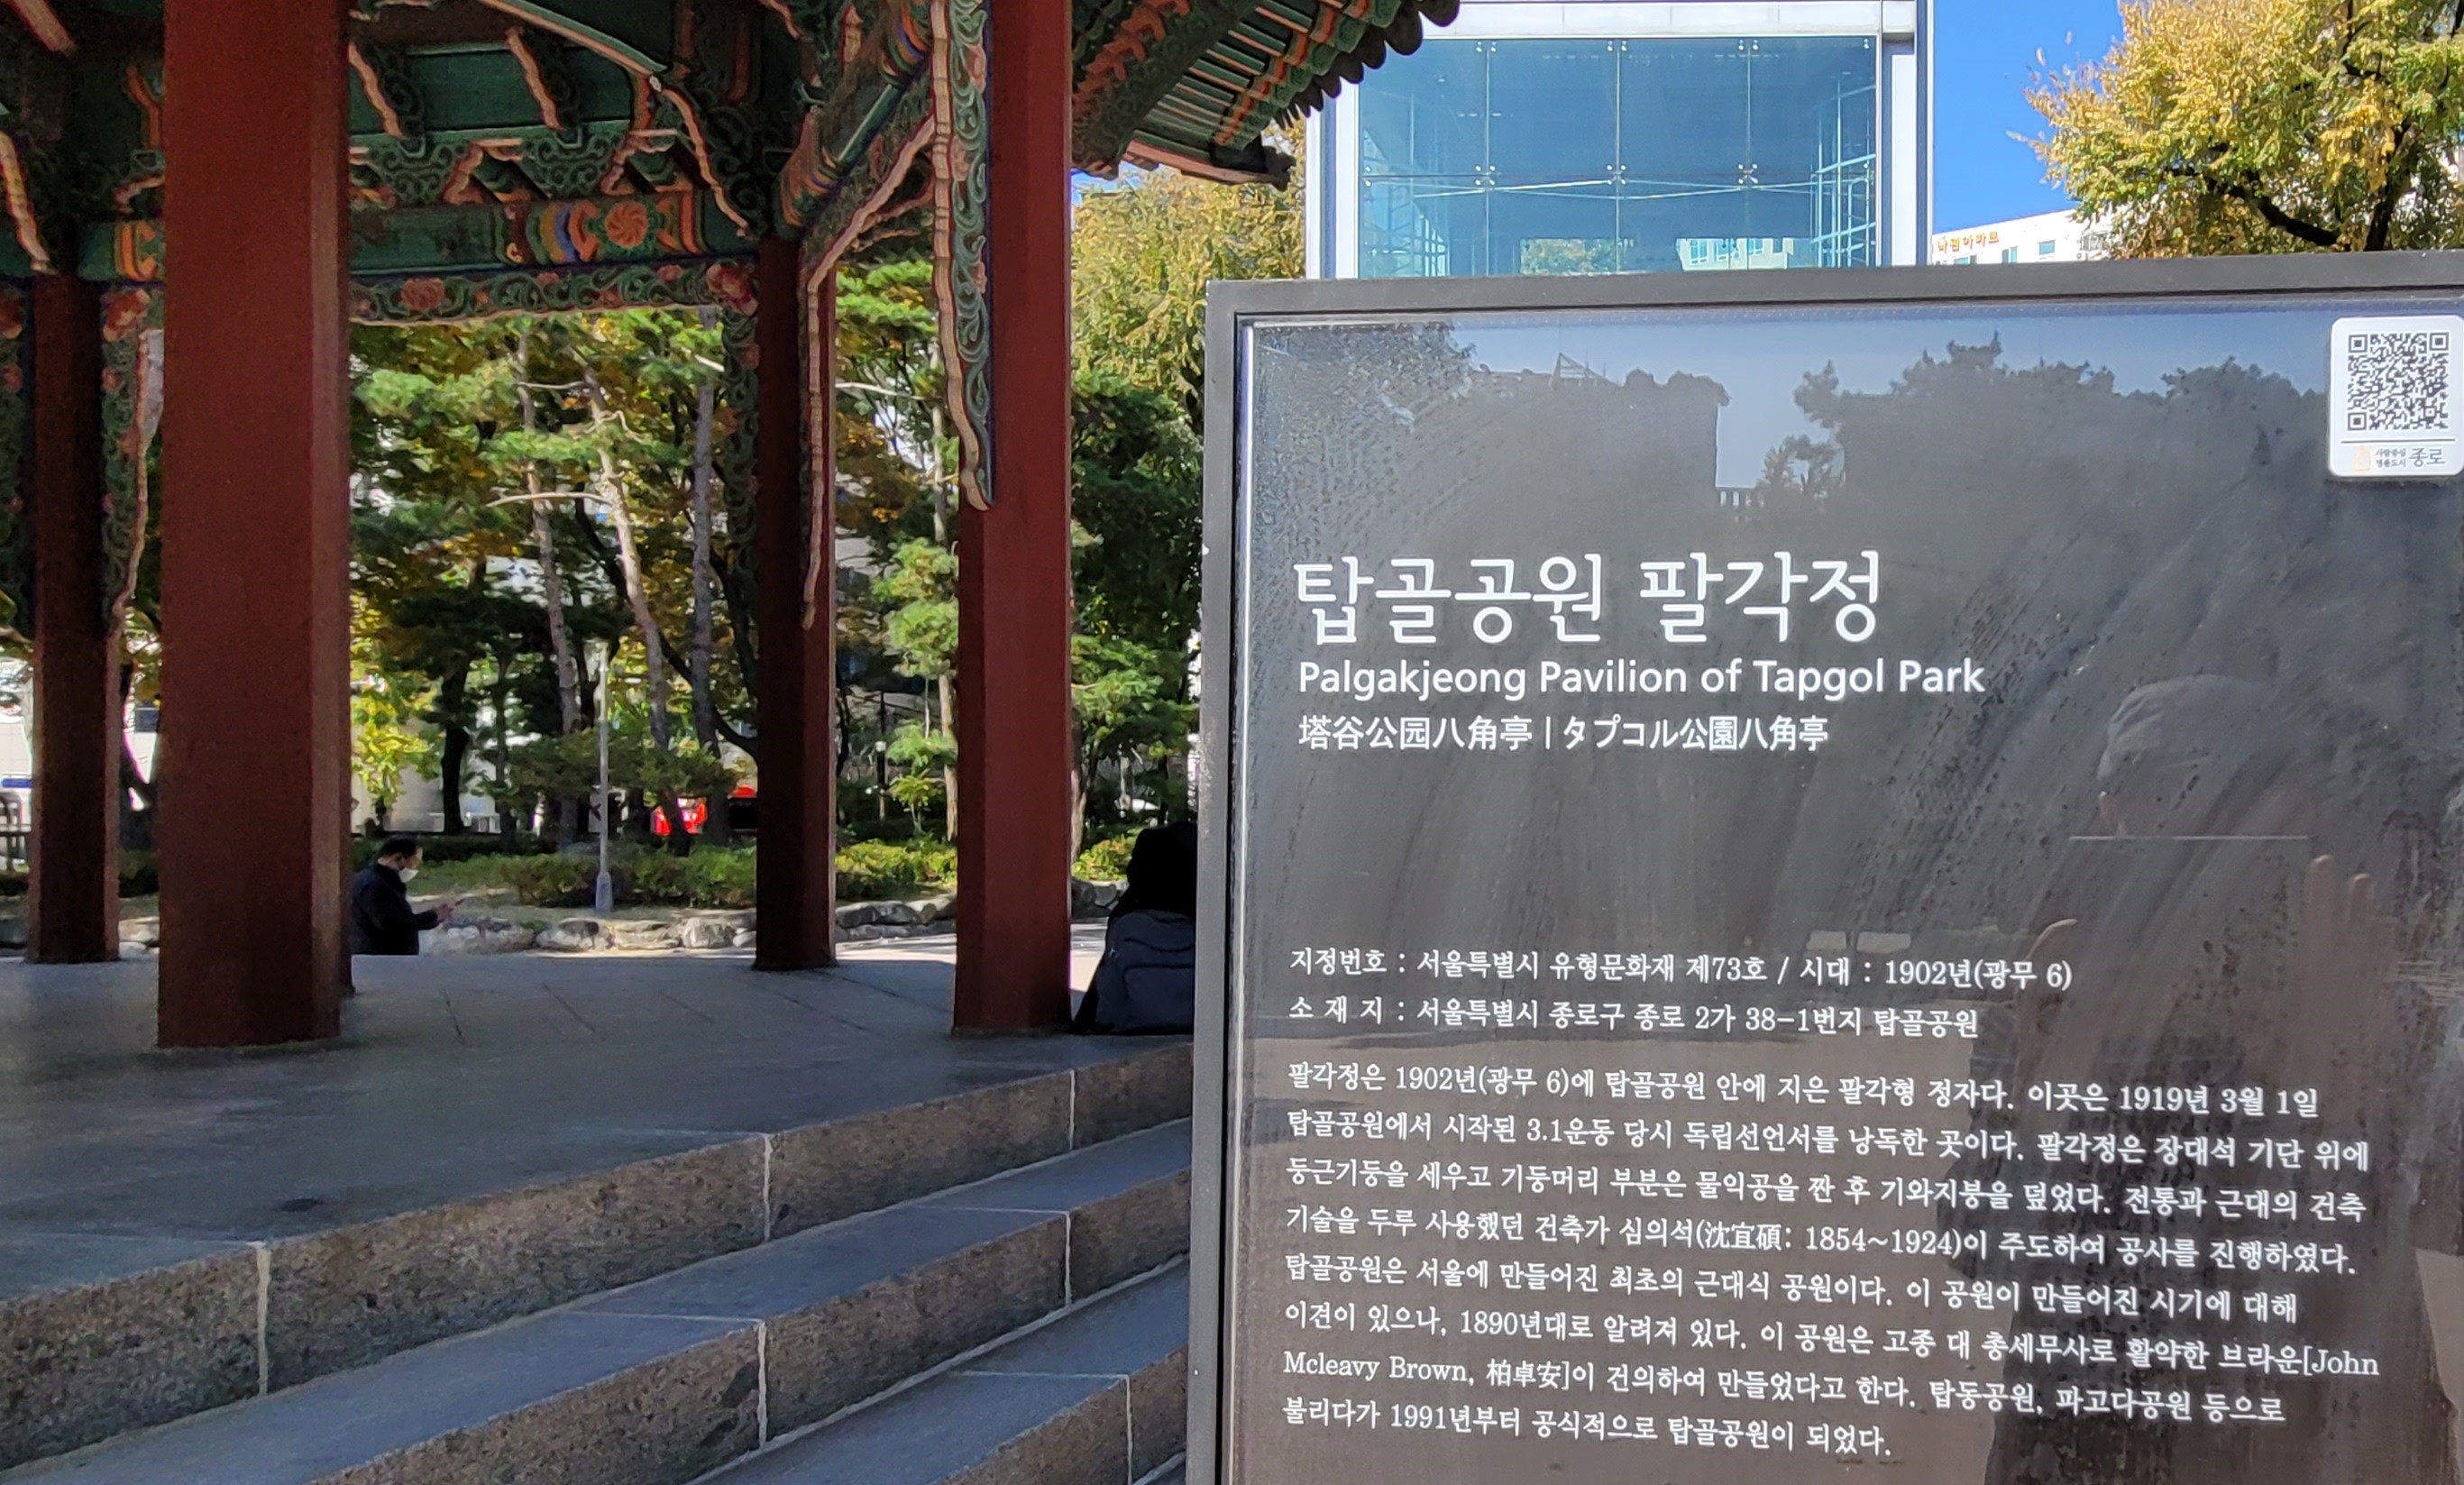 낙원아파트
사람중심
명품도시 종로
탑골공원 팔각정
Palgakjeong Pavilion of Tapgol Park
塔谷公园八角亭 | タプコル公園八角亭
지정번호 : 서울특별시 유형문화재 제73호 / 시대 : 1902년(광무 6)
소 재 지 : 서울특별시 종로구 종로 2가 38-1번지 탑골공원
팔각정은 1902년(광무 6)에 탑골공원 안에 지은 팔각형 정자다. 이곳은 1919년 3월 1일
탑골공원에서 시작된 3.1운동 당시 독립선언서를 낭독한 곳이다. 팔각정은 장대석 기단 위에
둥근기둥을 세우고 기둥머리 부분은 물익공을 짠 후 기와지붕을 덮었다. 전통과 근대의 건축
기술을 두루 사용했던 건축가 심의석(沈宜碩: 1854~1924)이 주도하여 공사를 진행하였다.
탑골공원은 서울에 만들어진 최초의 근대식 공원이다. 이 공원이 만들어진 시기에 대해
이견이 있으나, 1890년대로 알려져 있다. 이 공원은 고종 대 총세무사로 활약한 브라운[John
Mcleavy Brown, 柏卓安]이 건의하여 만들었다고 한다. 탑동공원, 파고다공원 등으로
불리다가 1991년부터 공식적으로 탑골공원이 되었다.